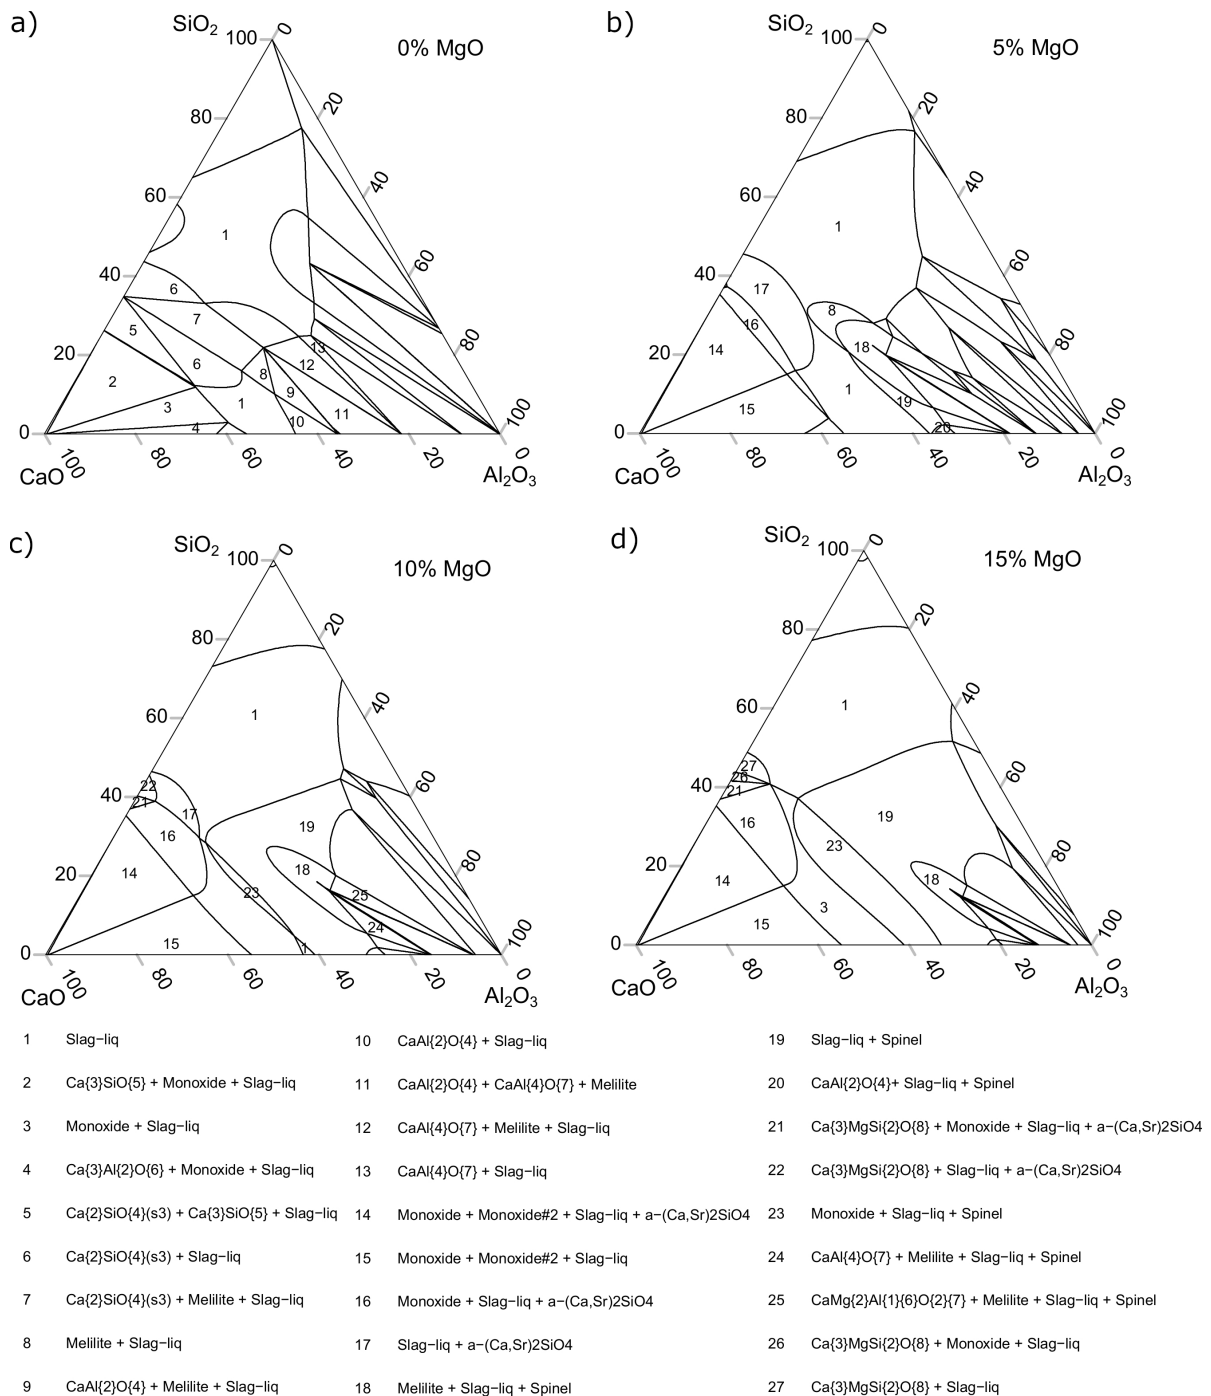 a)
SiO2 100 0
0% MgO
80 20
60 40
40 60
20 80
0 100
100 80 60 40 20 0
CaO Al2O3
1
6
7
5
6
13
8
12
2
9
3
1
11
10
4
b)
SiO2 100 0
5% MgO
80 20
60 40
40 60
20 80
0 100
100 80 60 40 20 0
CaO Al2O3
1
17
8
16
14
18
1
19
15
20
c)
SiO2 100 0
10% MgO
80 20
60 40
40 60
20 80
0 100
100 80 60 40 20 0
CaO Al2O3
1
22
21
17
19
16
14
18
23
25
24
15
1
d)
SiO2 100 0
15% MgO
80 20
60 40
40 60
20 80
0 100
100 80 60 40 20 0
CaO Al2O3
1
27
26
21
19
16
23
14
18
3
15
1 Slag−liq
2 Ca{3}SiO{5} + Monoxide + Slag−liq
3 Monoxide + Slag−liq
4 Ca{3}Al{2}O{6} + Monoxide + Slag−liq
5 Ca{2}SiO{4}(s3) + Ca{3}SiO{5} + Slag−liq
6 Ca{2}SiO{4}(s3) + Slag−liq
7 Ca{2}SiO{4}(s3) + Melilite + Slag−liq
8 Melilite + Slag−liq
9 CaAl{2}O{4} + Melilite + Slag−liq
10 CaAl{2}O{4} + Slag−liq
11 CaAl{2}O{4} + CaAl{4}O{7} + Melilite
12 CaAl{4}O{7} + Melilite + Slag−liq
13 CaAl{4}O{7} + Slag−liq
14 Monoxide + Monoxide#2 + Slag−liq + a−(Ca,Sr)2SiO4
15 Monoxide + Monoxide#2 + Slag−liq
16 Monoxide + Slag−liq + a−(Ca,Sr)2SiO4
17 Slag−liq + a−(Ca,Sr)2SiO4
18 Melilite + Slag−liq + Spinel
19 Slag−liq + Spinel
20 CaAl{2}O{4}+ Slag−liq + Spinel
21 Ca{3}MgSi{2}O{8} + Monoxide + Slag−liq + a−(Ca,Sr)2SiO4
22 Ca{3}MgSi{2}O{8} + Slag−liq + a−(Ca,Sr)2SiO4
23 Monoxide + Slag−liq + Spinel
24 CaAl{4}O{7} + Melilite + Slag−liq + Spinel
25 CaMg{2}Al{1}{6}O{2}{7} + Melilite + Slag−liq + Spinel
26 Ca{3}MgSi{2}O{8} + Monoxide + Slag−liq
27 Ca{3}MgSi{2}O{8} + Slag−liq